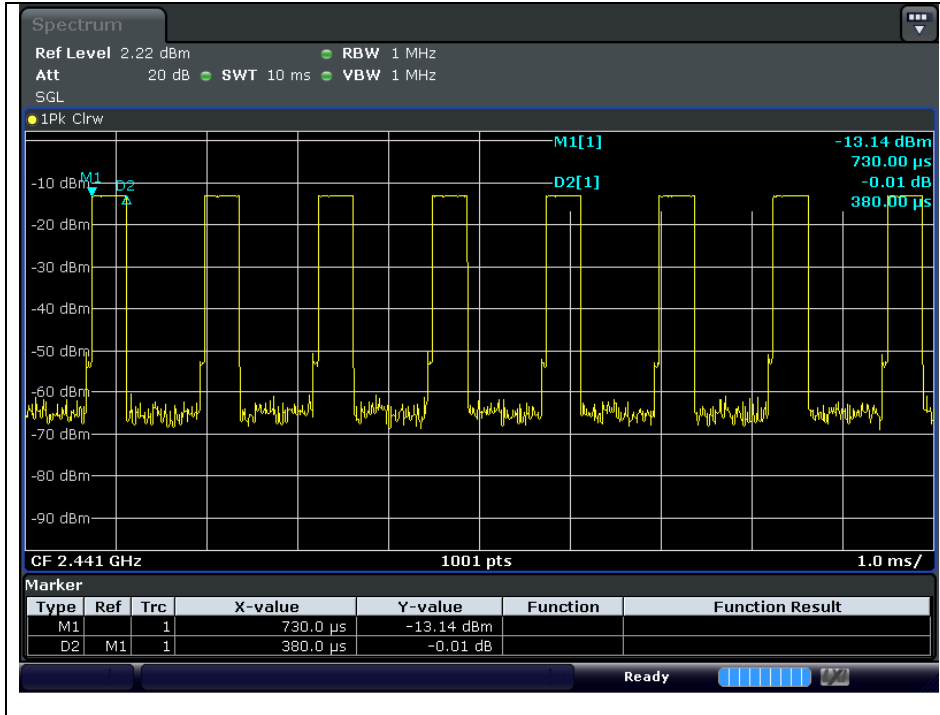 Spectrum
Ref Level 2.22 dBm RBW 1 MHz
Att 20 dB SWT 10 ms VBW 1 MHz
SGL
1Pk Clrw
M1[1] -13.14 dBm
730.00 µs
D2[1] -0.01 dB
380.00 µs
M1
D2
-10 dBm
-20 dBm
-30 dBm
-40 dBm
-50 dBm
-60 dBm
-70 dBm
-80 dBm
-90 dBm
CF 2.441 GHz 1001 pts 1.0 ms/
Marker
Type Ref Trc X-value Y-value Function Function Result
M1 1 730.0 µs -13.14 dBm
D2 M1 1 380.0 µs -0.01 dB
Ready